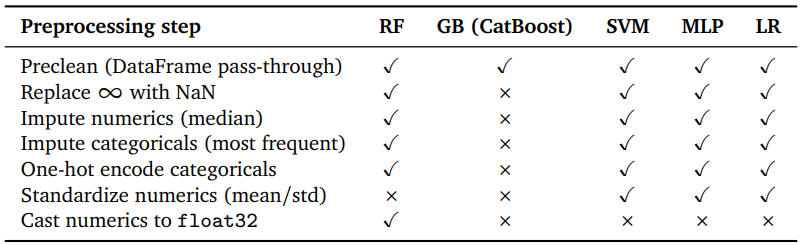 Preprocessing step RF GB (CatBoost) SVM MLP LR
Preclean (DataFrame pass-through) ✓ ✓ ✓ ✓ ✓
Replace ∞ with NaN ✓ × ✓ ✓ ✓
Impute numerics (median) ✓ × ✓ ✓ ✓
Impute categoricals (most frequent) ✓ × ✓ ✓ ✓
One-hot encode categoricals ✓ × ✓ ✓ ✓
Standardize numerics (mean/std) × × ✓ ✓ ✓
Cast numerics to float32 ✓ × × × ×